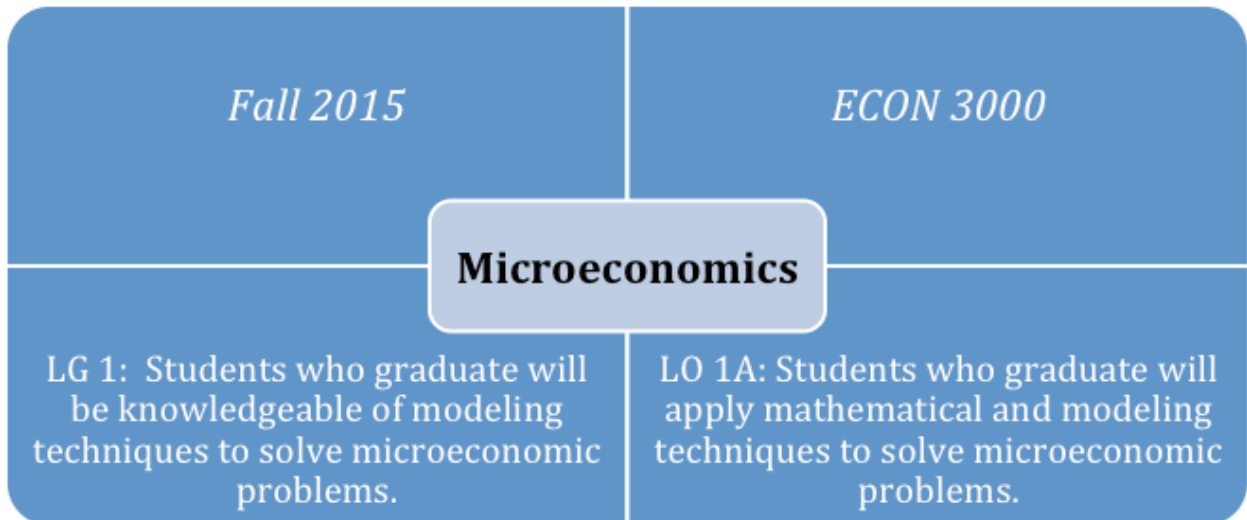 Fall 2015
ECON 3000
Microeconomics
LG 1:  Students who graduate will
be knowledgeable of modeling
techniques to solve microeconomic
problems.
LO 1A: Students who graduate will
apply mathematical and modeling
techniques to solve microeconomic
problems.